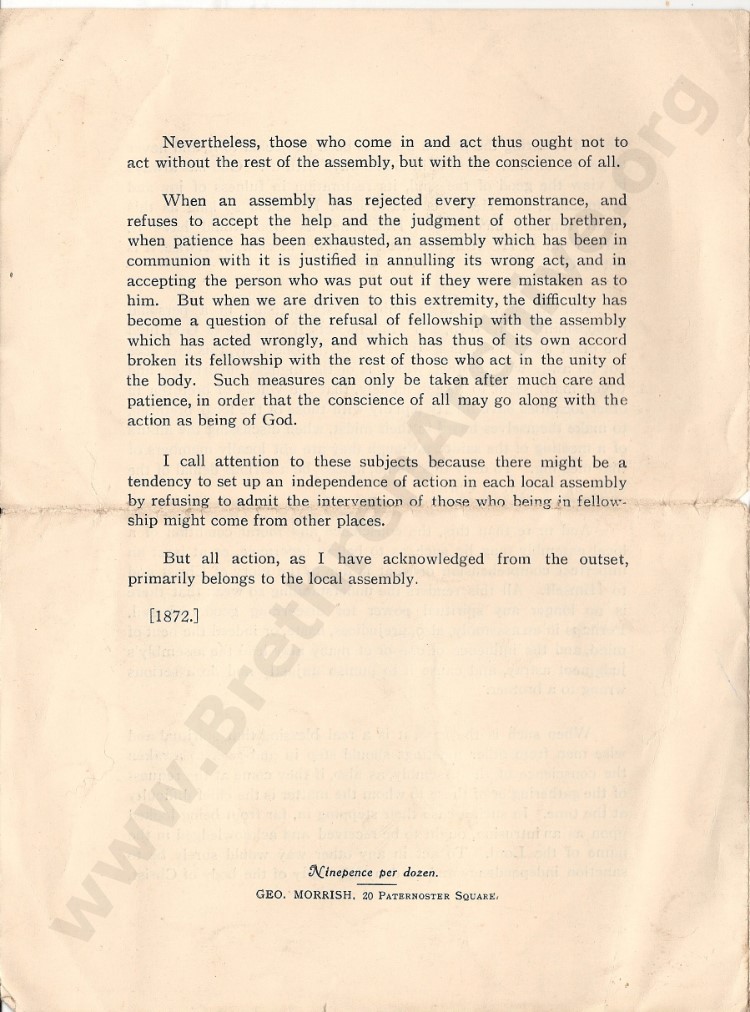 Nevertheless, those who come in and act thus ought not to
act without the rest of the assembly, but with the conscience of all.
When an assembly has rejected every remonstrance, and
refuses to accept the help and the judgment of other brethren,
when patience has been exhausted, an assembly which has been in
communion with it is justified in annulling its wrong act, and in
accepting the person who was put out if they were mistaken as to
him. But when we are driven to this extremity, the difficulty has
become a question of the refusal of fellowship with the assembly
which has acted wrongly, and which has thus of its own accord
broken its fellowship with the rest of those who act in the unity of
the body. Such measures can only be taken after much care and
patience, in order that the conscience of all may go along with the
action as being of God.
I call attention to these subjects because there might be a
tendency to set up an independence of action in each local assembly
by refusing to admit the intervention of those who being in fellow-
ship might come from other places.
But all action, as I have acknowledged from the outset,
primarily belongs to the local assembly.
[1872.]
Ninepence per dozen.
GEO. MORRISH, 20 PATERNOSTER SQUARE.
www.BrethrenArchive.org